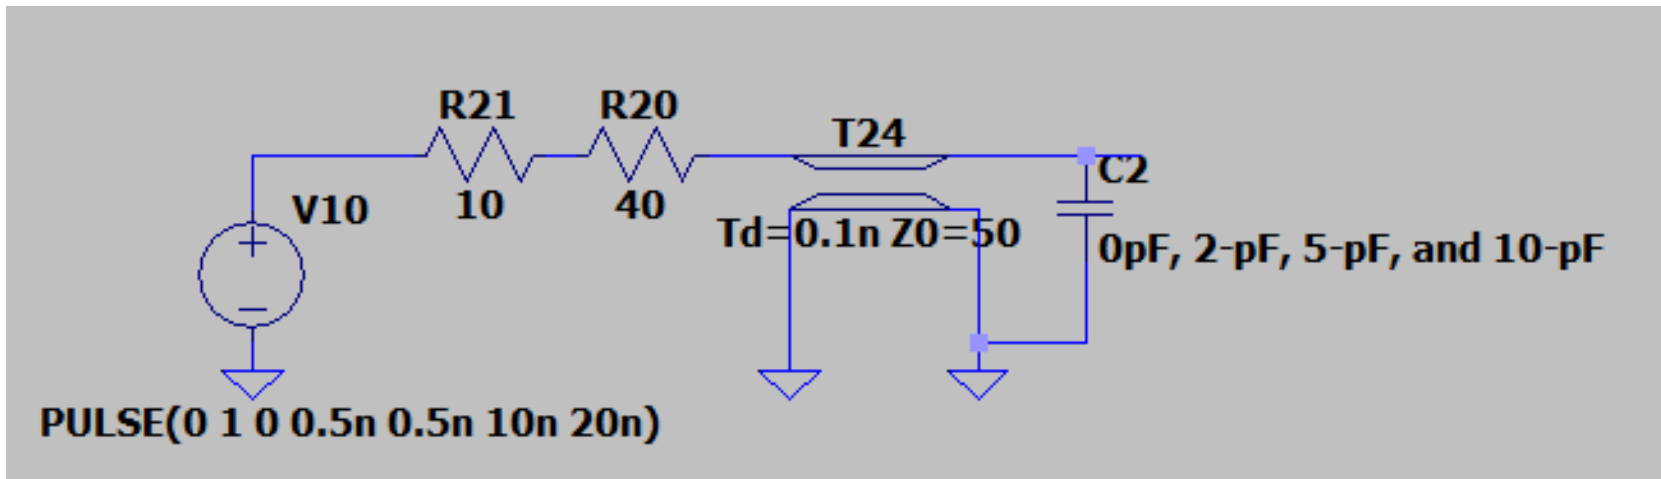 R21
R20
T24
C2
V10
10
40
Td=0.1n Z0=50
0pF, 2-pF, 5-pF, and 10-pF
PULSE(0 1 0 0.5n 0.5n 10n 20n)